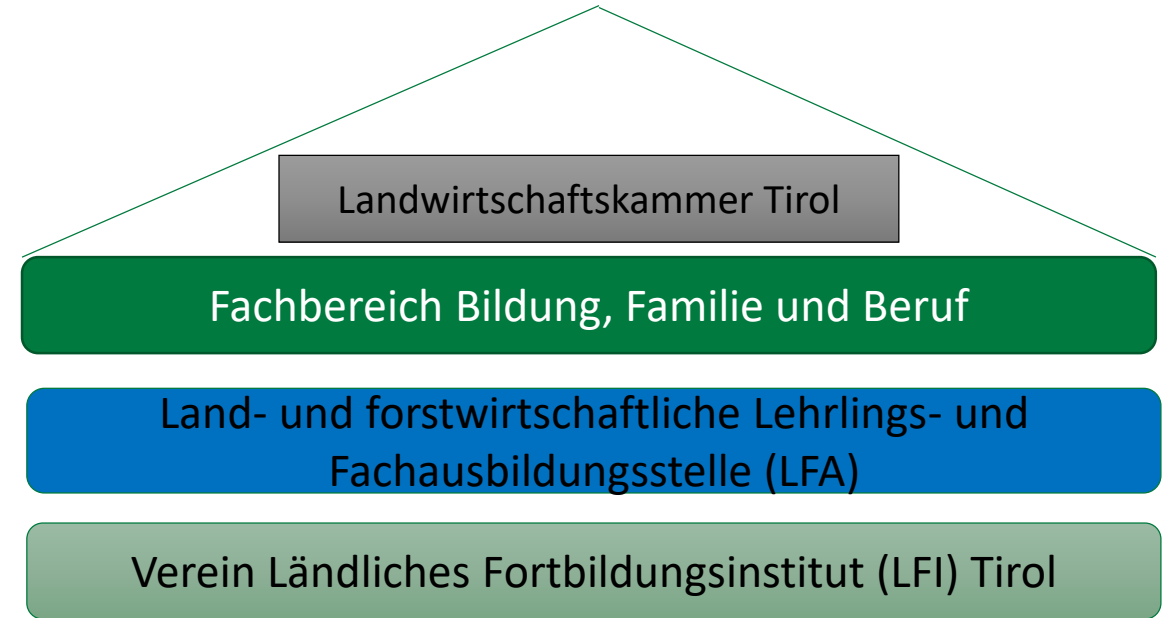 Landwirtschaftskammer Tirol
Fachbereich Bildung, Familie und Beruf
Land- und forstwirtschaftliche Lehrlings- und
Fachausbildungsstelle (LFA)
Verein Ländliches Fortbildungsinstitut (LFI) Tirol